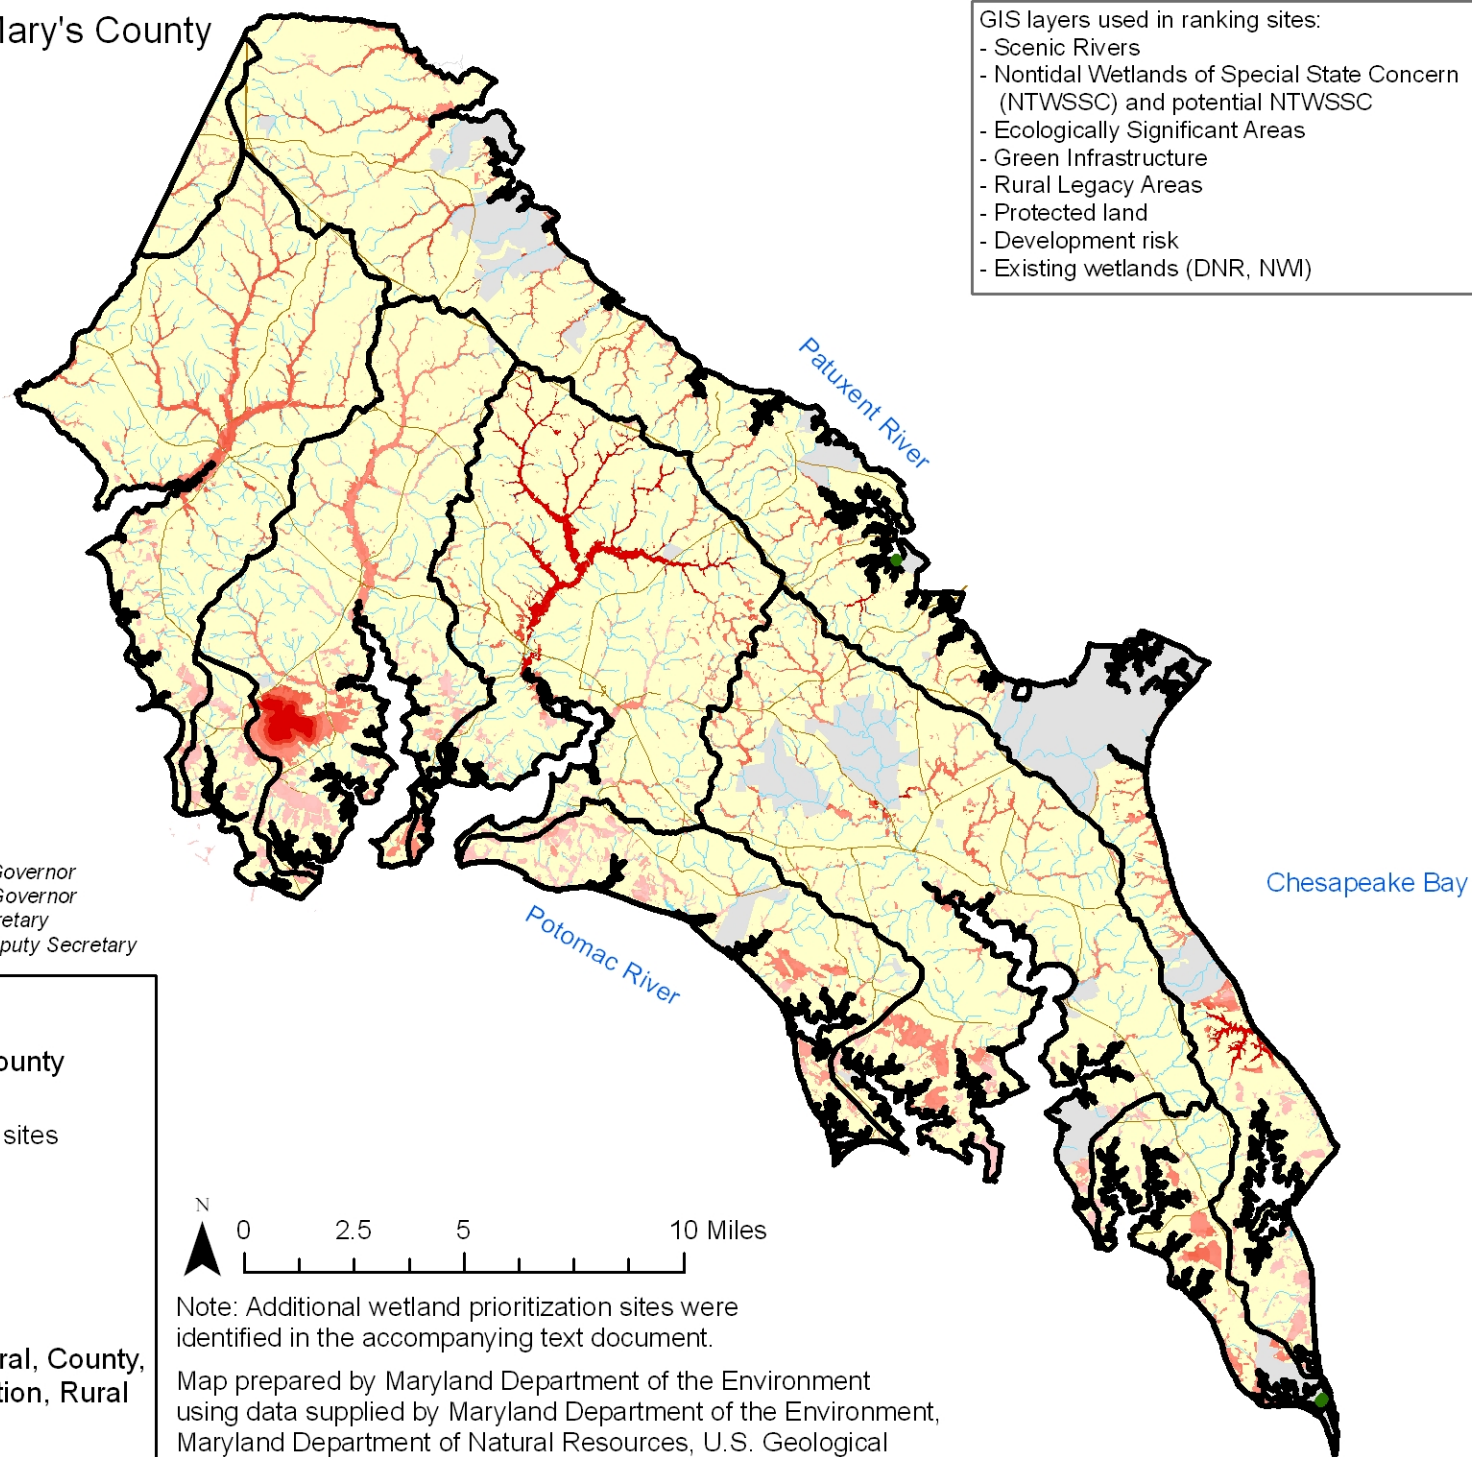 Mary's County
GIS layers used in ranking sites:
- Scenic Rivers
- Nontidal Wetlands of Special State Concern
(NTWSSC) and potential NTWSSC
- Ecologically Significant Areas
- Green Infrastructure
- Rural Legacy Areas
- Protected land
- Development risk
- Existing wetlands (DNR, NWI)
Patuxent River
Chesapeake Bay
Potomac River
Governor
Governor
retary
puty Secretary
ounty
sites
ral, County,
tion, Rural
N
0 2.5 5 10 Miles
Note: Additional wetland prioritization sites were
identified in the accompanying text document.
Map prepared by Maryland Department of the Environment
using data supplied by Maryland Department of the Environment,
Maryland Department of Natural Resources, U.S. Geological